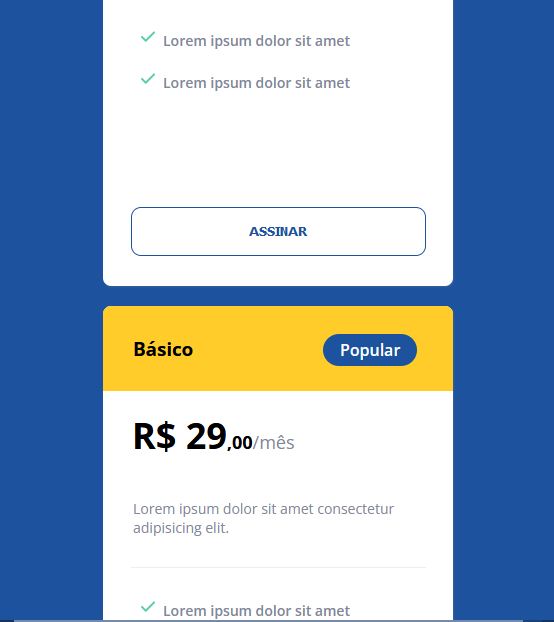 Lorem ipsum dolor sit amet
Lorem ipsum dolor sit amet
ASSINAR
Básico
Popular
R$ 29,00/mês
Lorem ipsum dolor sit amet consectetur
adipisicing elit.
Lorem ipsum dolor sit amet